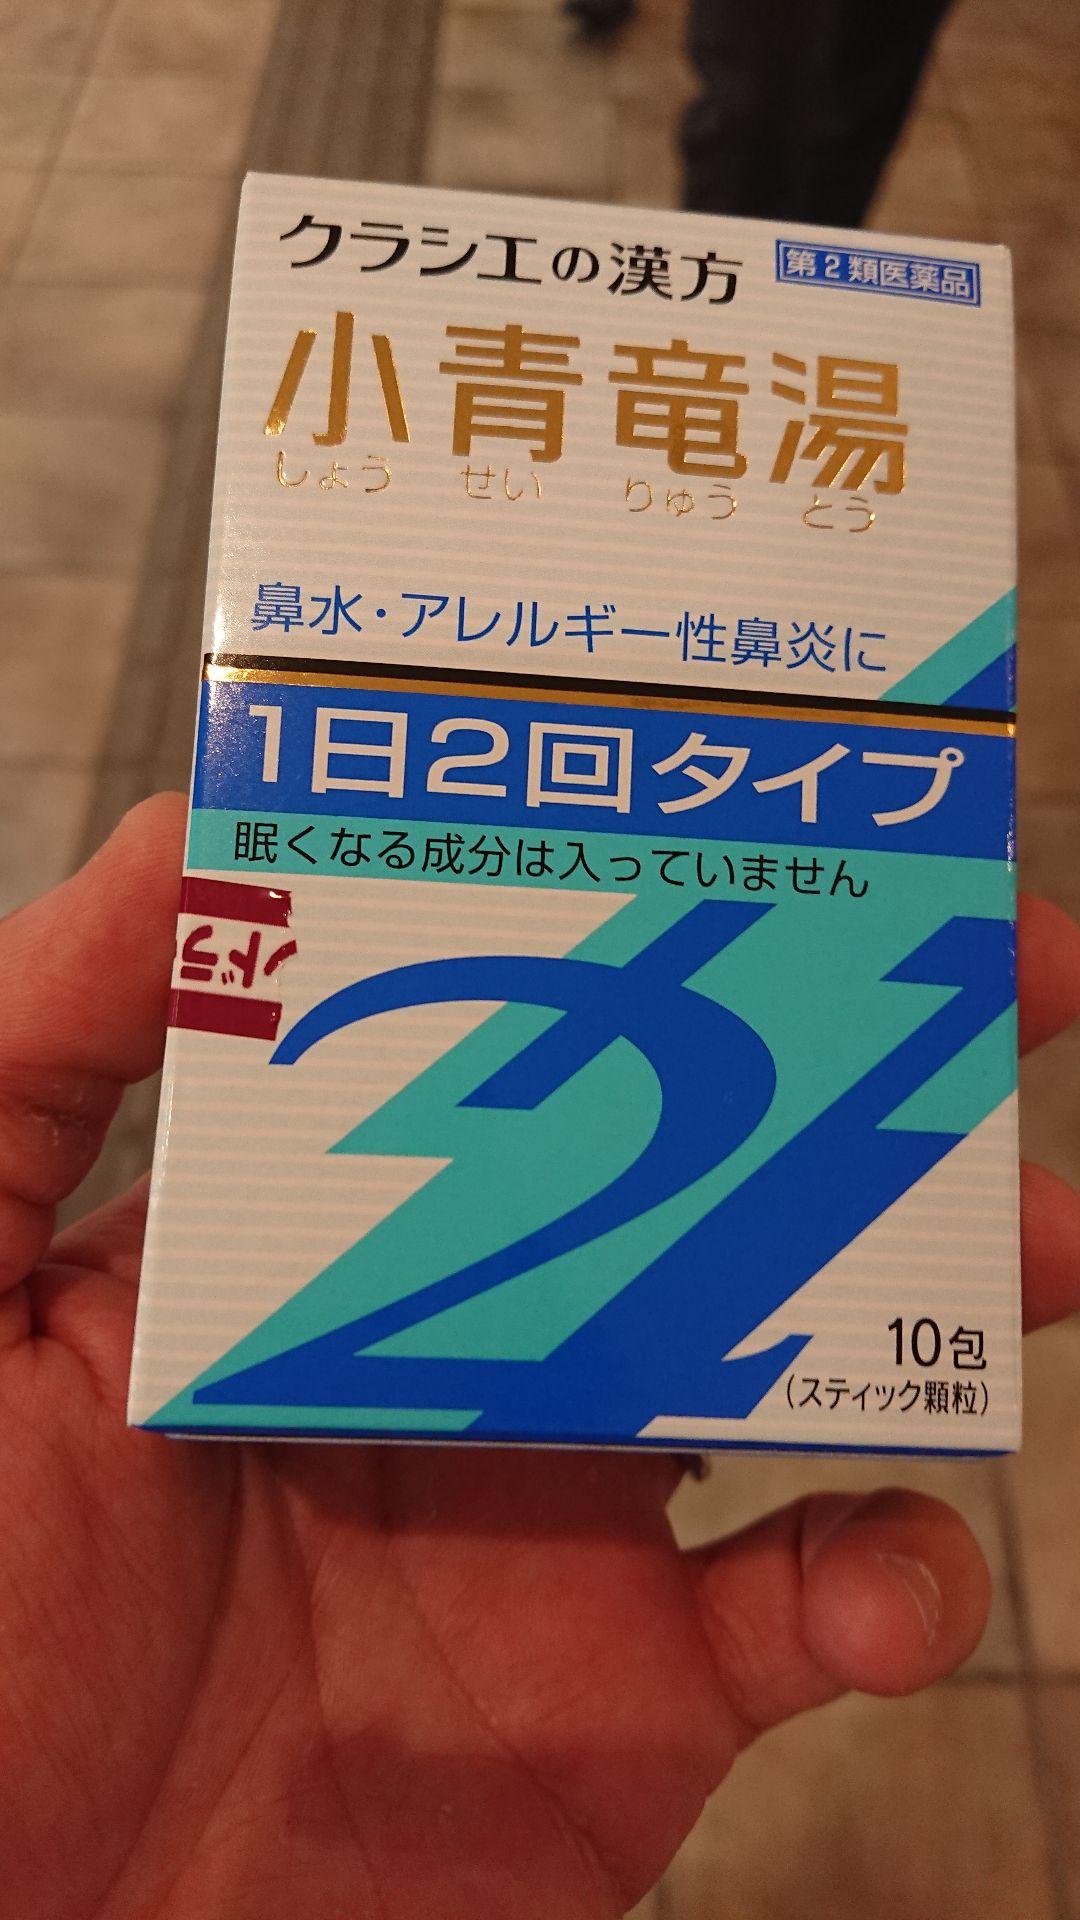 クラシエの漢方
第2類医薬品
小青竜湯
しょう せい りゅう とう
鼻水・アレルギー性鼻炎に
1日2回タイプ
眠くなる成分は入っていません
ドラ
10包
(スティック顆粒)